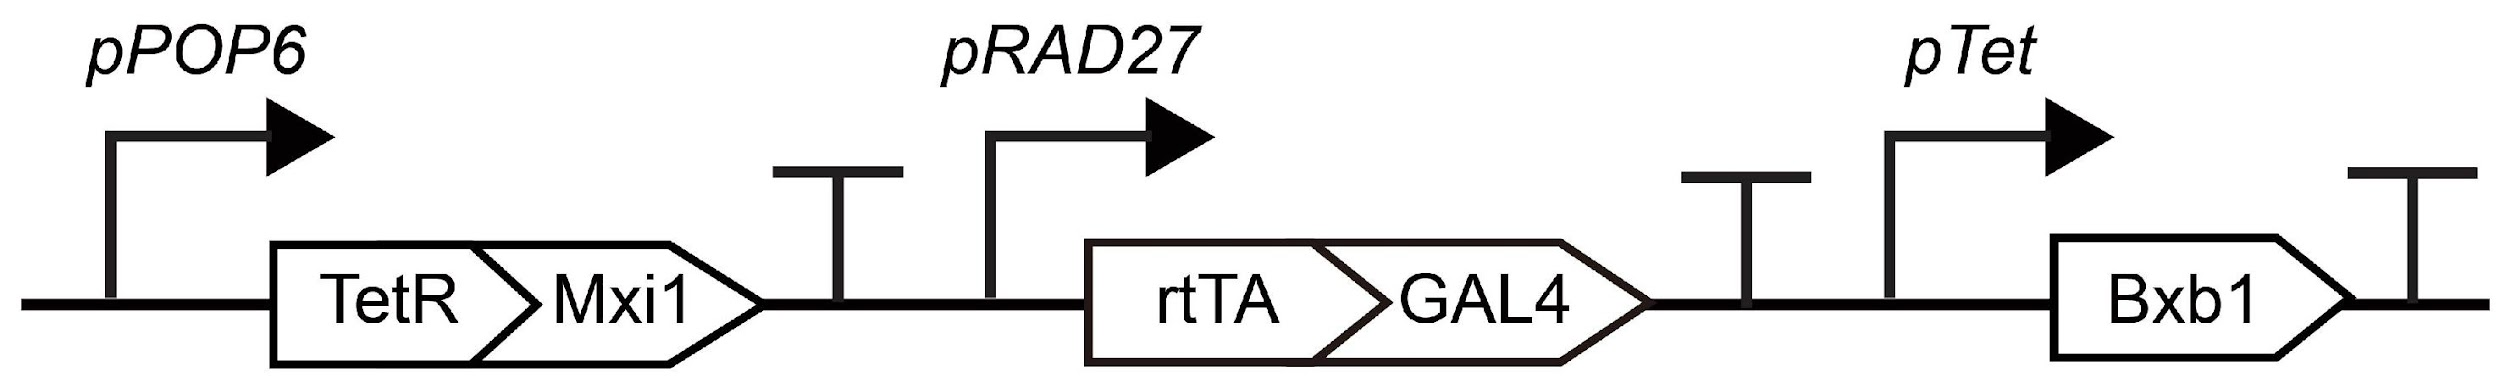 pPOP6 pRAD27 pTet
TetR Mxi1 rtTA GAL4 Bxb1